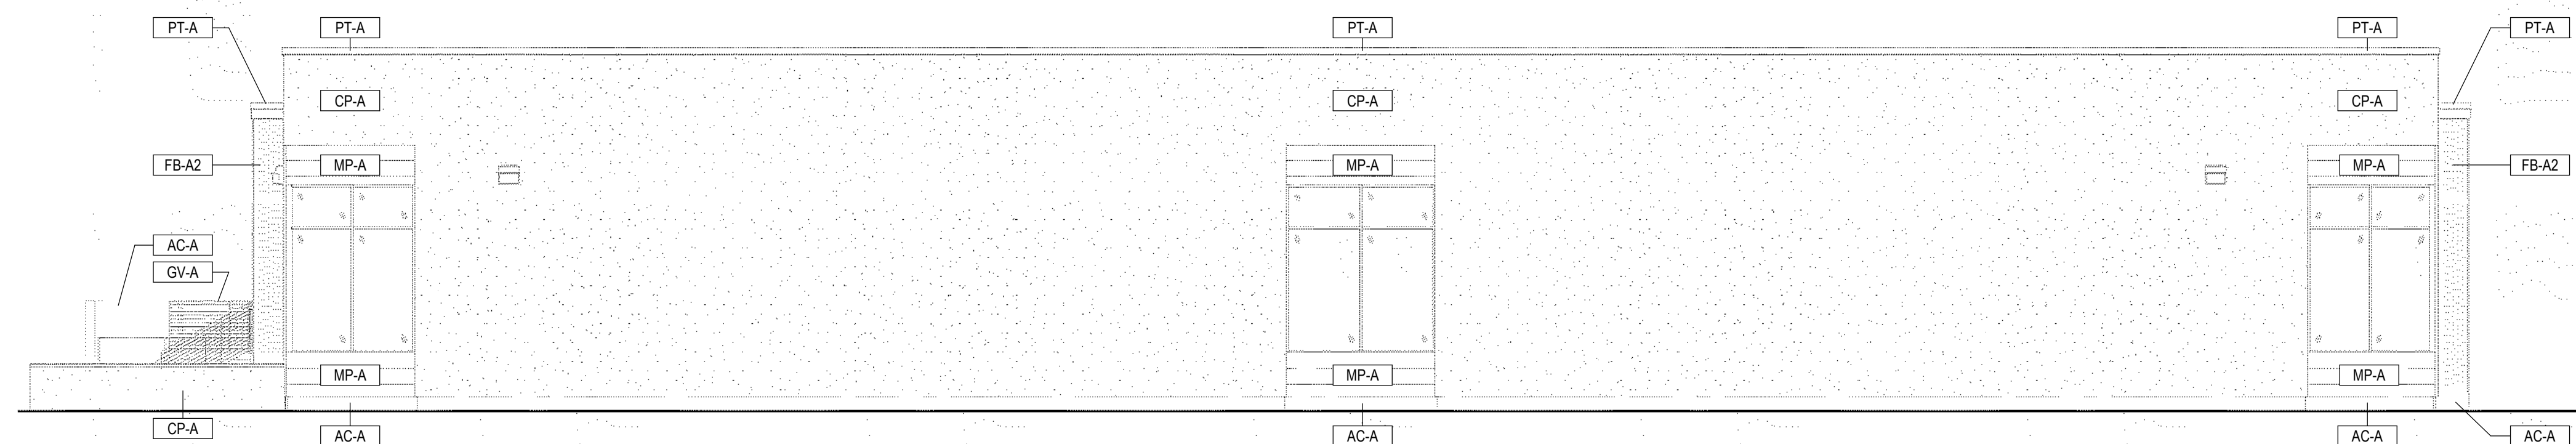 PT-A PT-A PT-A PT-A PT-A
CP-A CP-A CP-A
FB-A2 MP-A MP-A MP-A FB-A2
AC-A
GV-A
MP-A MP-A MP-A
CP-A
AC-A AC-A AC-A AC-A